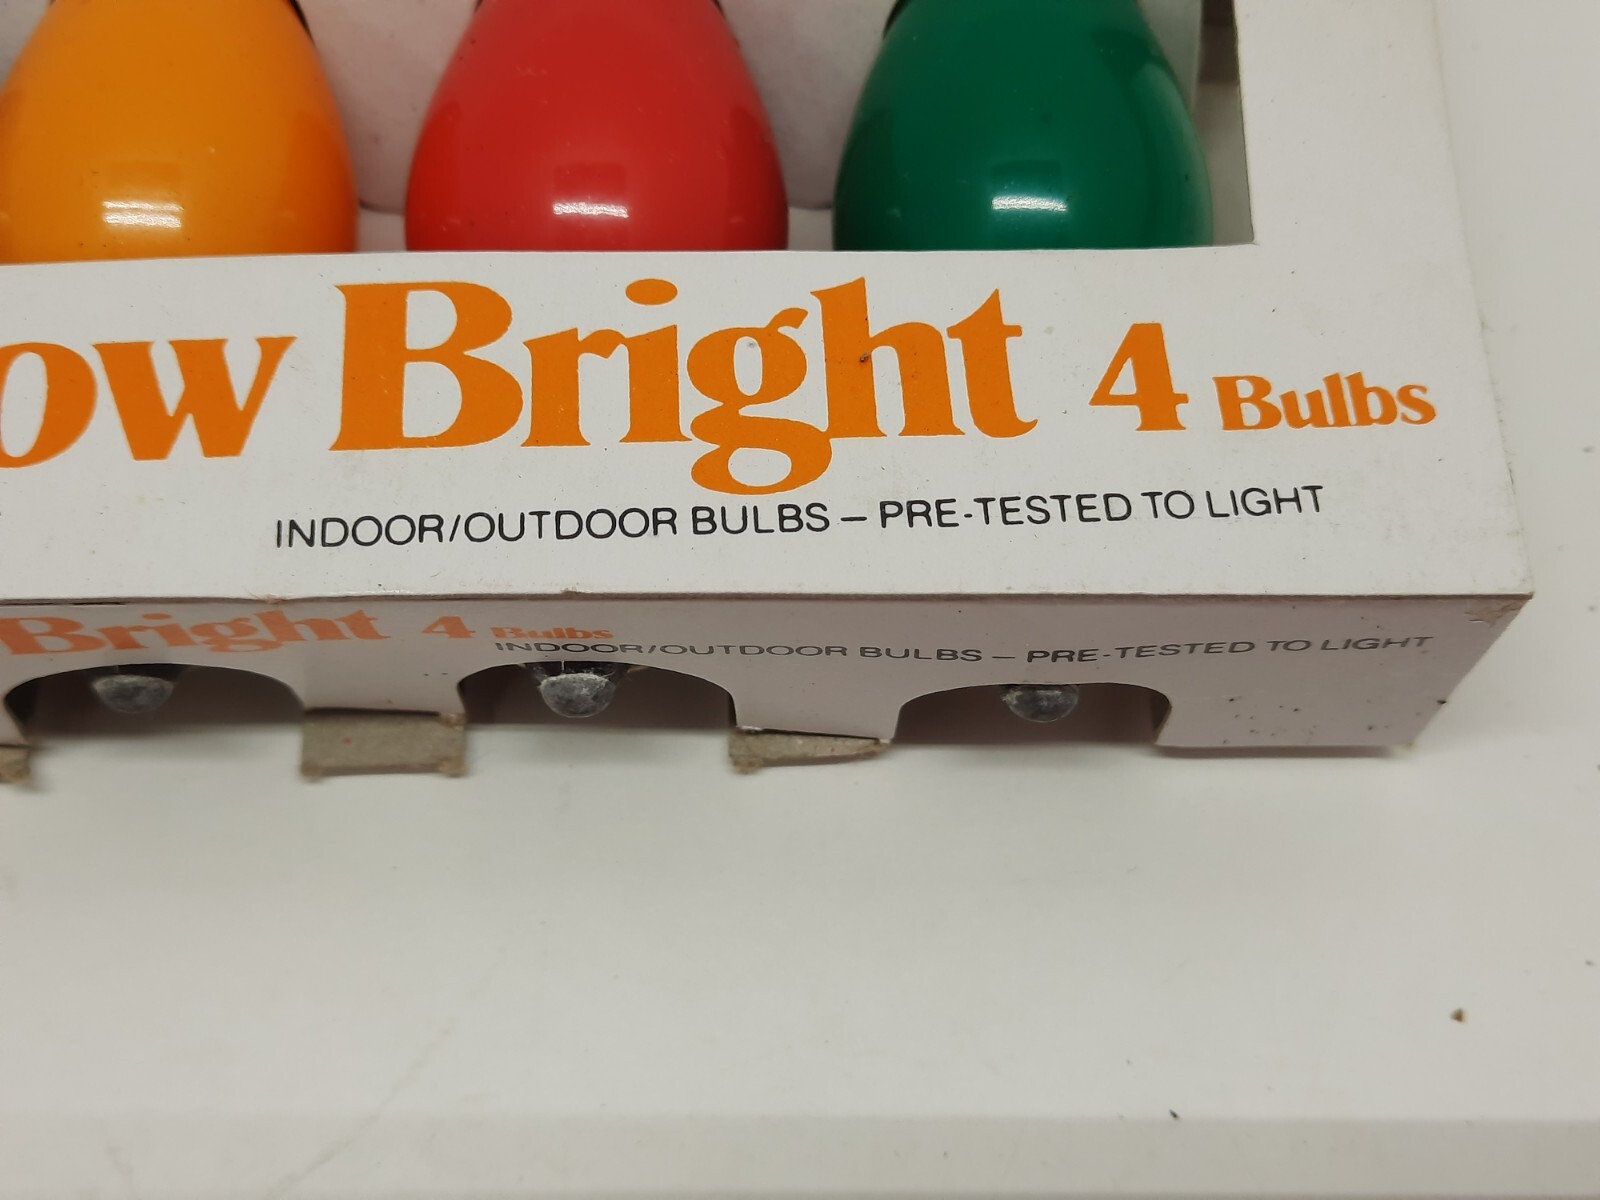 ow Bright 4 Bulbs
INDOOR/OUTDOOR BULBS – PRE-TESTED TO LIGHT
Bright 4 Bulbs
INDOOR/OUTDOOR BULBS – PRE-TESTED TO LIGHT